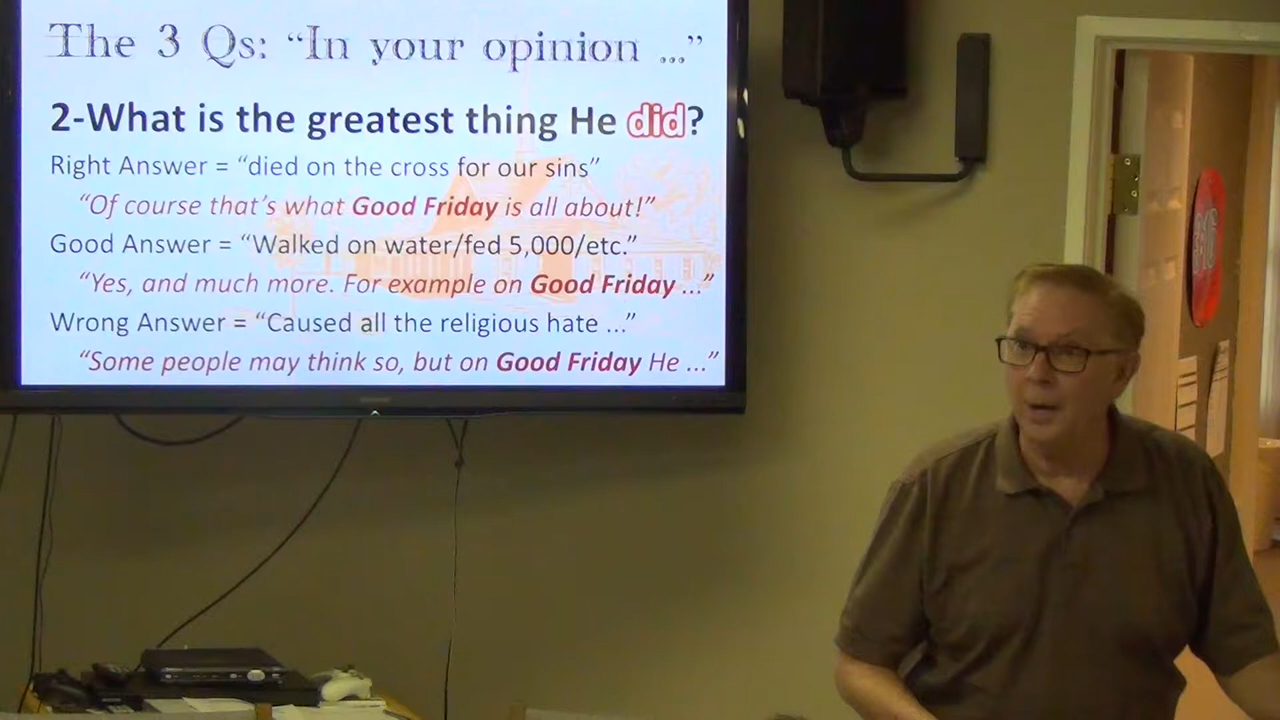 The 3 Qs: “In your opinion ...”
2-What is the greatest thing He did?
Right Answer = “died on the cross for our sins”
“Of course that’s what Good Friday is all about!”
Good Answer = “Walked on water/fed 5,000/etc.”
“Yes, and much more. For example on Good Friday ...”
Wrong Answer = “Caused all the religious hate ...”
“Some people may think so, but on Good Friday He ...”